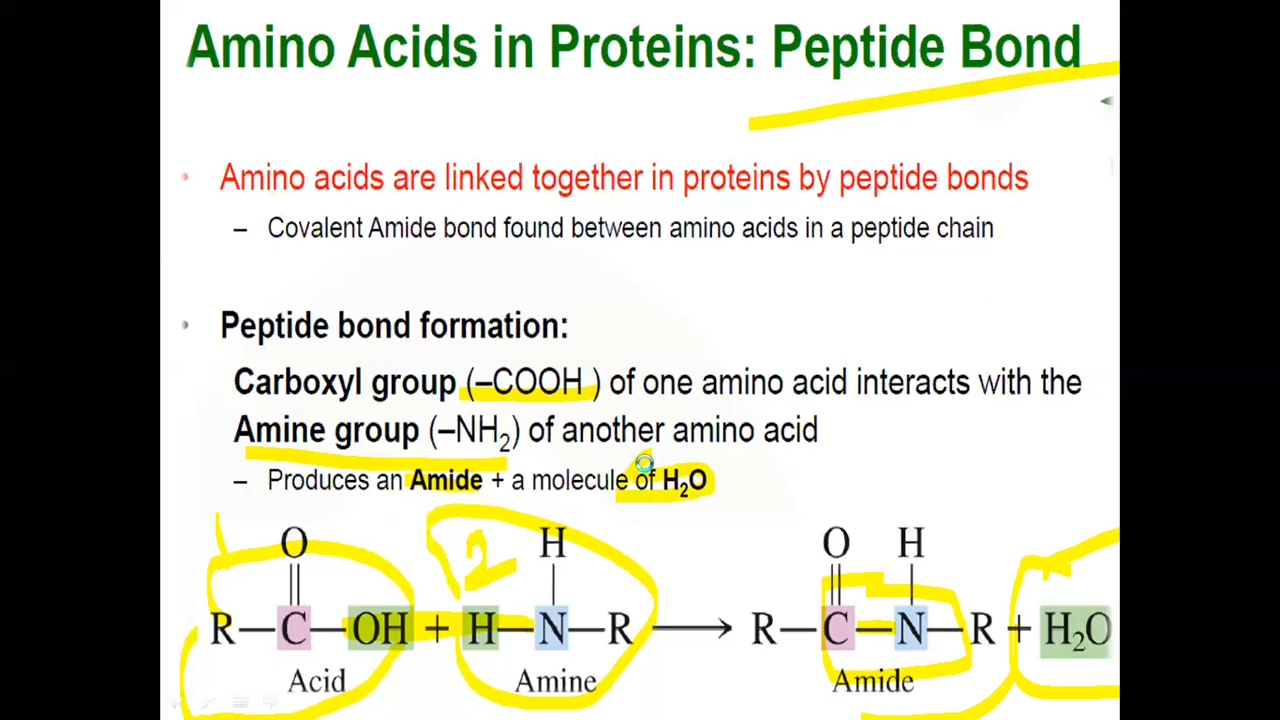 Amino Acids in Proteins: Peptide Bond
• Amino acids are linked together in proteins by peptide bonds
– Covalent Amide bond found between amino acids in a peptide chain
• Peptide bond formation:
Carboxyl group (–COOH ) of one amino acid interacts with the
Amine group (–NH₂) of another amino acid
– Produces an Amide + a molecule of H₂O
O 2 H O H
R—C—OH + H—N—R → R—C—N—R + H₂O
Acid Amine Amide